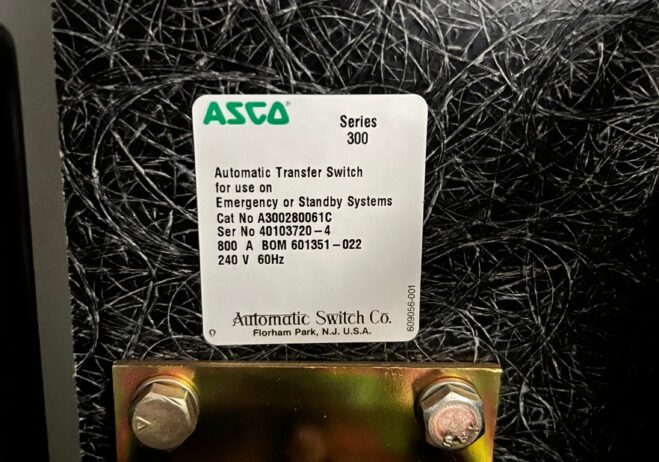 ASCO®
Series
300
Automatic Transfer Switch
for use on
Emergency or Standby Systems
Cat No A300280061C
Ser No 40103720-4
800 A BOM 601351-022
240 V 60Hz
Automatic Switch Co.
Florham Park, N.J. U.S.A.
609056-001